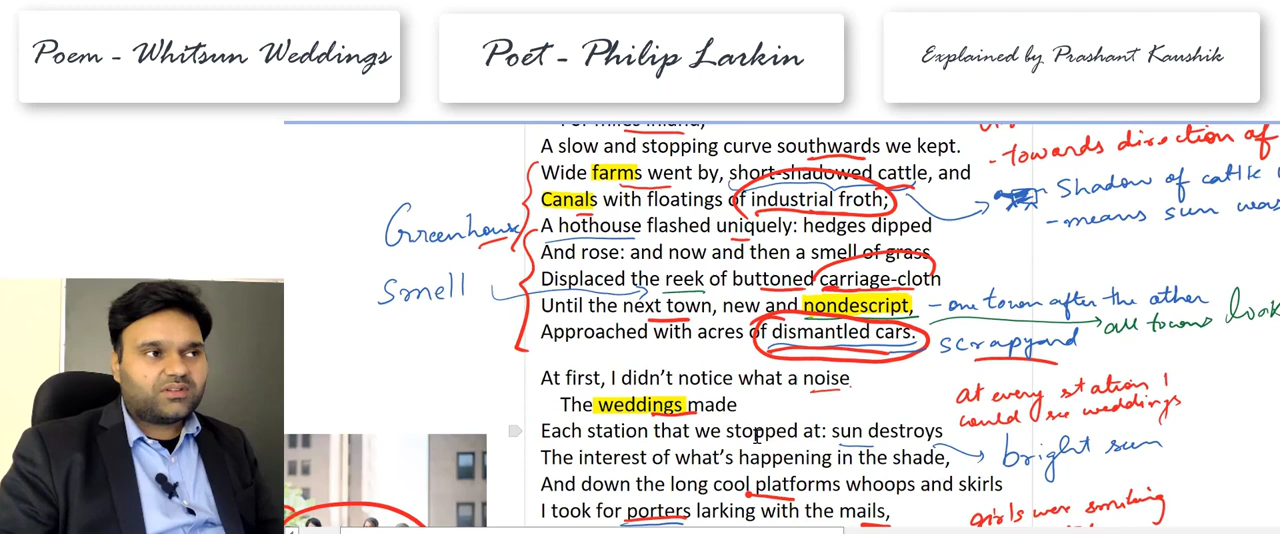 Poem - Whitsun Weddings
Poet - Philip Larkin
Explained by Prashant Kaushik
For miles inland,
A slow and stopping curve southwards we kept.
- towards direction of
Wide farms went by, short-shadowed cattle, and
Shadow of cattle
Canals with floatings of industrial froth;
- means sun was
Greenhouse
A hothouse flashed uniquely: hedges dipped
And rose: and now and then a smell of grass
Smell
Displaced the reek of buttoned carriage-cloth
Until the next town, new and nondescript,
- one town after the other
all towns look
Approached with acres of dismantled cars.
scrapyard
At first, I didn't notice what a noise
at every station I
The weddings made
could see weddings
Each station that we stopped at: sun destroys
bright sun
The interest of what's happening in the shade,
And down the long cool platforms whoops and skirls
I took for porters larking with the mails,
girls were smiling